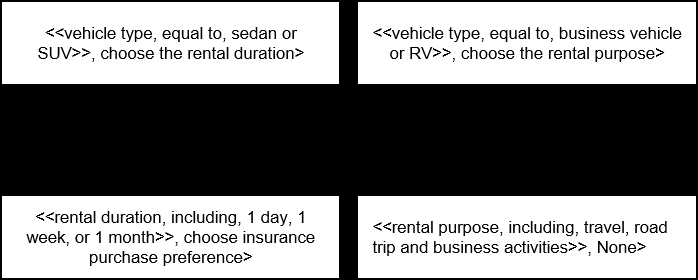 <<vehicle type, equal to, sedan or
SUV>>, choose the rental duration>
<<vehicle type, equal to, business vehicle
or RV>>, choose the rental purpose>
<<rental duration, including, 1 day, 1
week, or 1 month>>, choose insurance
purchase preference>
<<rental purpose, including, travel, road
trip and business activities>>, None>